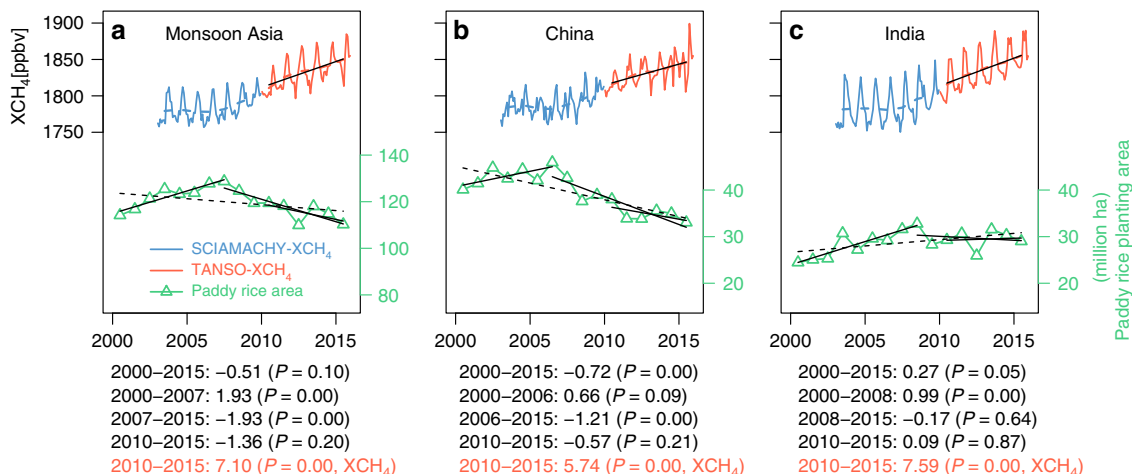 XCH4[ppbv]
1900
1850
1800
1750
a Monsoon Asia
b China
c India
140
120
100
80
40
30
20
40
30
20
Paddy rice planting area
(million ha)
SCIAMACHY-XCH4
TANSO-XCH4
Paddy rice area
2000 2005 2010 2015
2000 2005 2010 2015
2000 2005 2010 2015
2000–2015: −0.51 (P = 0.10)
2000–2007: 1.93 (P = 0.00)
2007–2015: −1.93 (P = 0.00)
2010–2015: −1.36 (P = 0.20)
2010–2015: 7.10 (P = 0.00, XCH4)
2000–2015: −0.72 (P = 0.00)
2000–2006: 0.66 (P = 0.09)
2006–2015: −1.21 (P = 0.00)
2010–2015: −0.57 (P = 0.21)
2010–2015: 5.74 (P = 0.00, XCH4)
2000–2015: 0.27 (P = 0.05)
2000–2008: 0.99 (P = 0.00)
2008–2015: −0.17 (P = 0.64)
2010–2015: 0.09 (P = 0.87)
2010–2015: 7.59 (P = 0.00, XCH4)